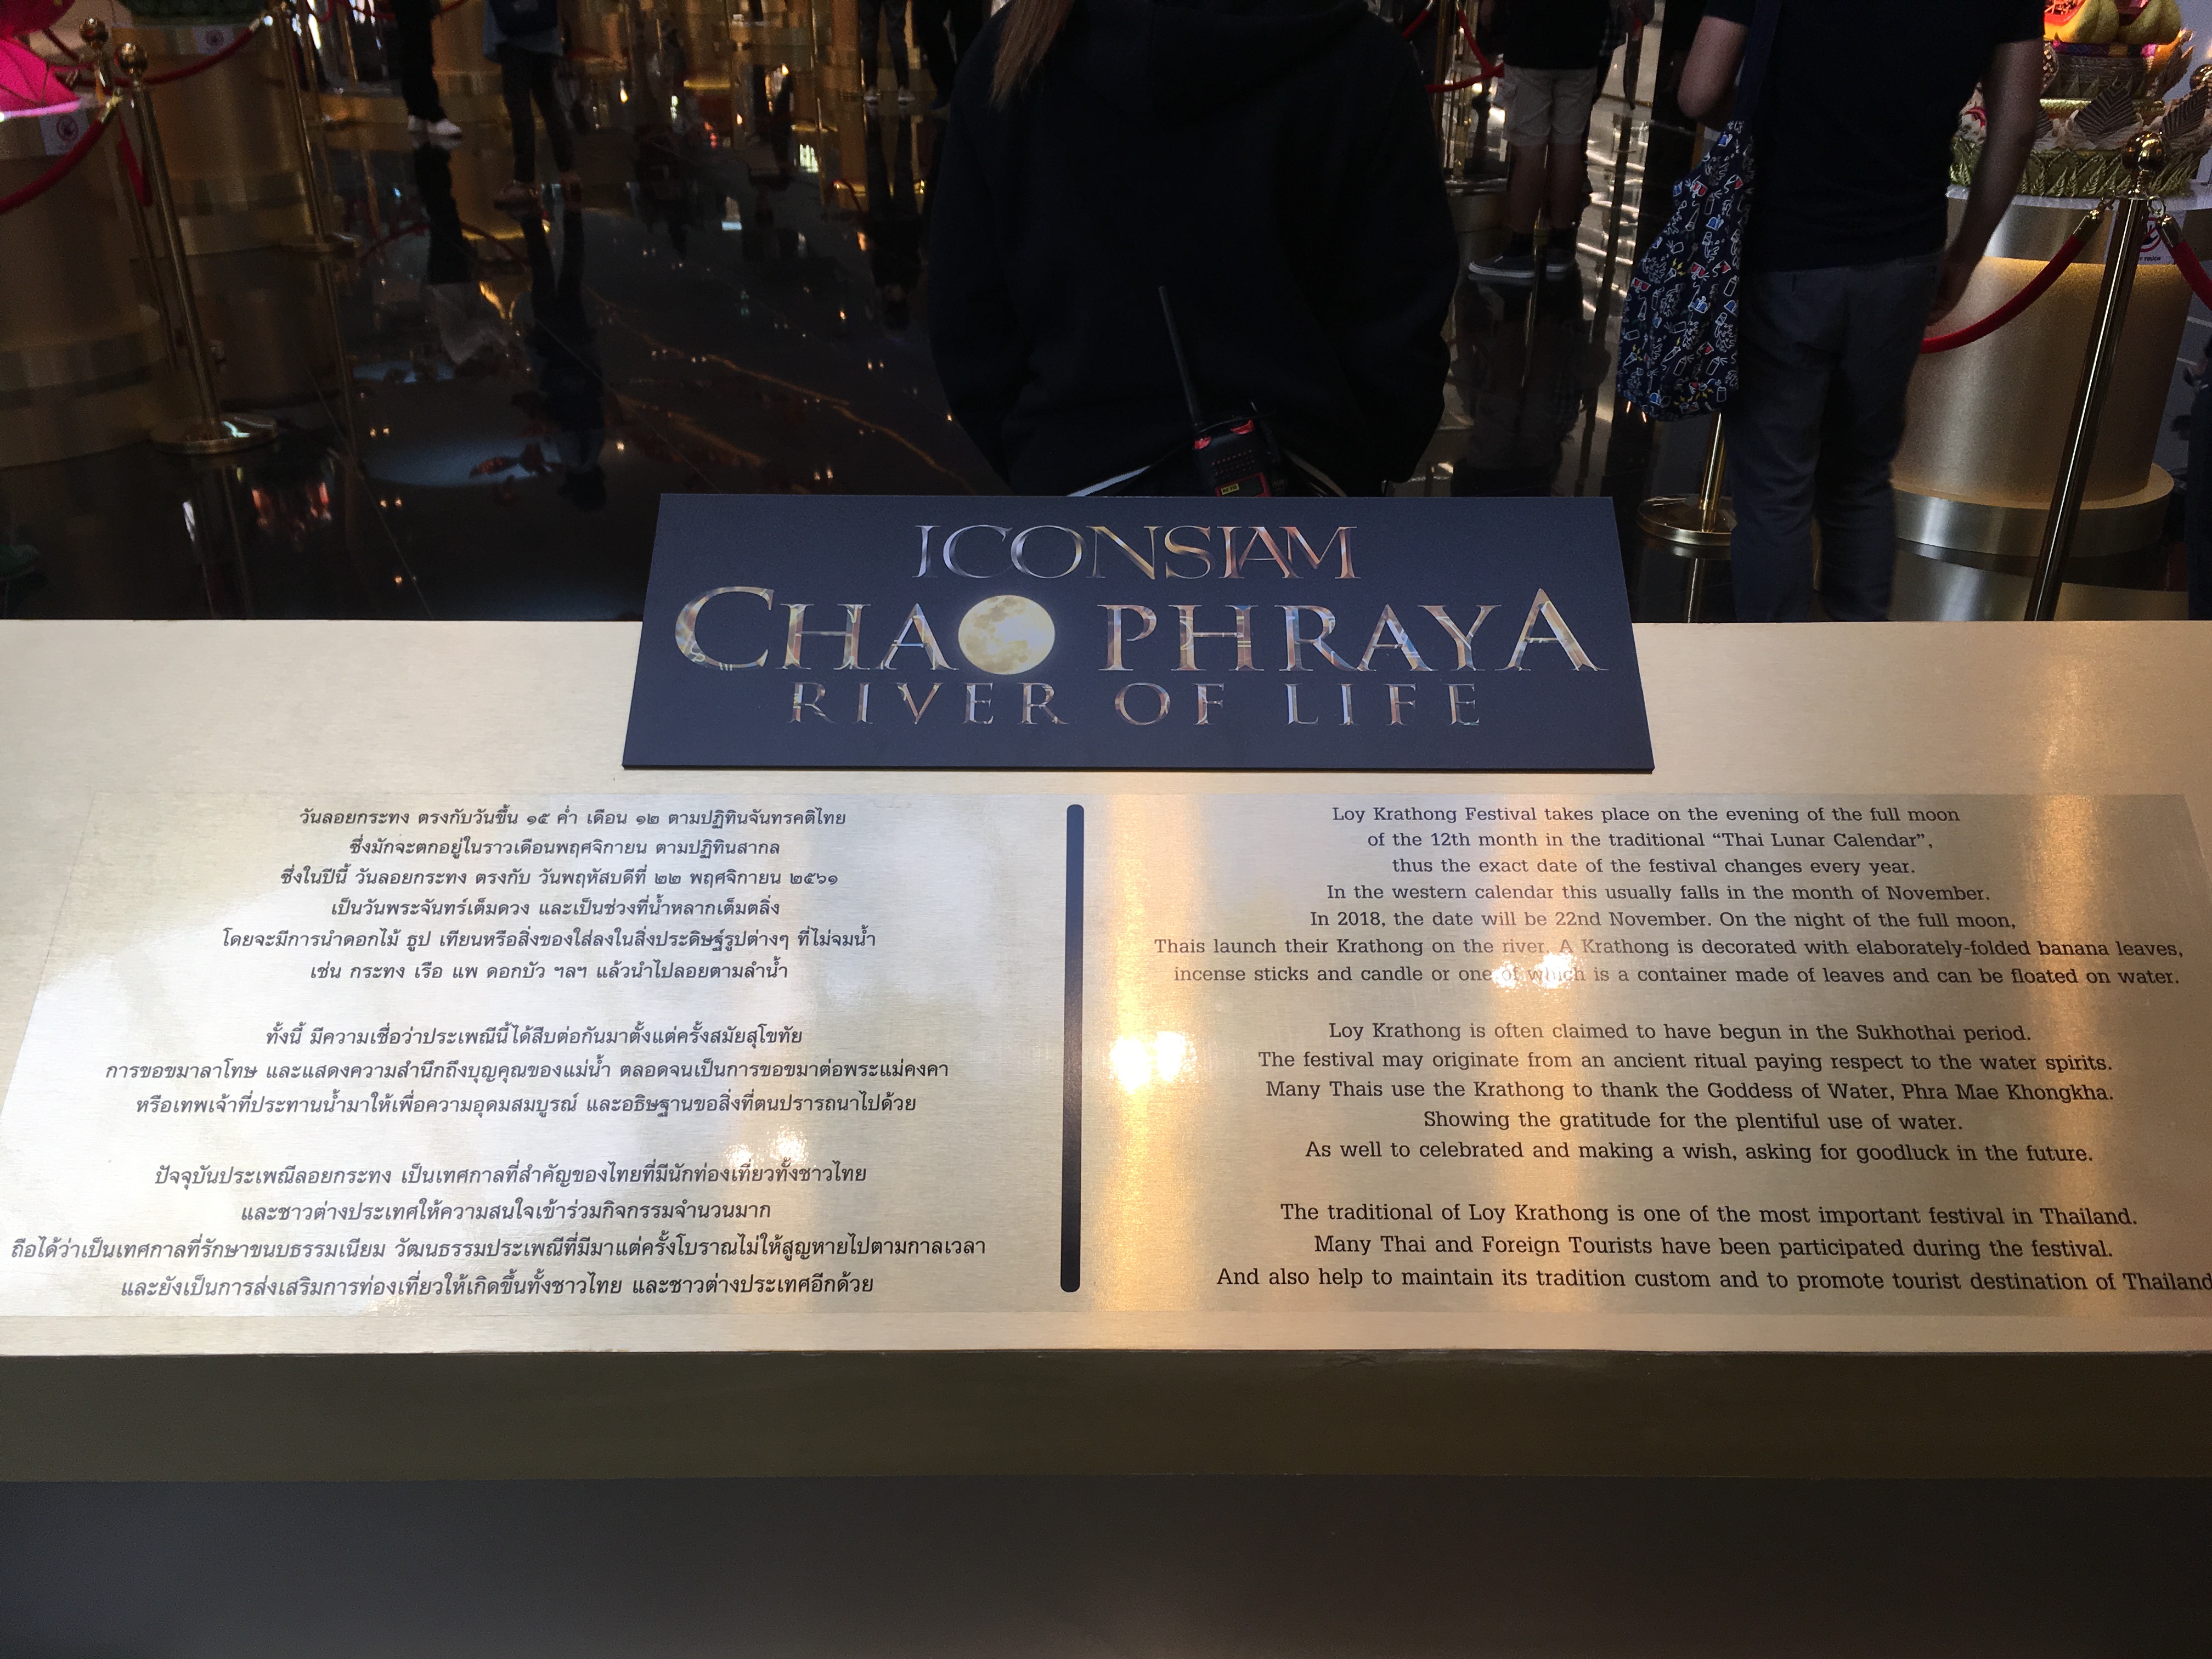 ICONSIAM
CHAO PHRAYA
RIVER OF LIFE
วันลอยกระทง ตรงกับวันขึ้น ๑๕ ค่ำ เดือน ๑๒ ตามปฏิทินจันทรคติไทย
ซึ่งมักจะตกอยู่ในราวเดือนพฤศจิกายน ตามปฏิทินสากล
ซึ่งในปีนี้ วันลอยกระทง ตรงกับ วันพฤหัสบดีที่ ๒๒ พฤศจิกายน ๒๕๖๑
เป็นวันพระจันทร์เต็มดวง และเป็นช่วงที่น้ำหลากเต็มตลิ่ง
โดยจะมีการนำดอกไม้ ธูป เทียนหรือสิ่งของใส่ลงในสิ่งประดิษฐ์รูปต่างๆ ที่ไม่จมน้ำ
เช่น กระทง เรือ แพ ดอกบัว ฯลฯ แล้วนำไปลอยตามลำน้ำ
ทั้งนี้ มีความเชื่อว่าประเพณีนี้ได้สืบต่อกันมาตั้งแต่ครั้งสมัยสุโขทัย
การขอขมาลาโทษ และแสดงความสำนึกถึงบุญคุณของแม่น้ำ ตลอดจนเป็นการขอขมาต่อพระแม่คงคา
หรือเทพเจ้าที่ประทานน้ำมาให้เพื่อความอุดมสมบูรณ์ และอธิษฐานขอสิ่งที่ตนปรารถนาไปด้วย
ปัจจุบันประเพณีลอยกระทง เป็นเทศกาลที่สำคัญของไทยที่มีนักท่องเที่ยวทั้งชาวไทย
และชาวต่างประเทศให้ความสนใจเข้าร่วมกิจกรรมจำนวนมาก
ถือได้ว่าเป็นเทศกาลที่รักษาขนบธรรมเนียม วัฒนธรรมประเพณีที่มีมาแต่ครั้งโบราณไม่ให้สูญหายไปตามกาลเวลา
และยังเป็นการส่งเสริมการท่องเที่ยวให้เกิดขึ้นทั้งชาวไทย และชาวต่างประเทศอีกด้วย
Loy Krathong Festival takes place on the evening of the full moon
of the 12th month in the traditional “Thai Lunar Calendar”,
thus the exact date of the festival changes every year.
In the western calendar this usually falls in the month of November.
In 2018, the date will be 22nd November. On the night of the full moon,
Thais launch their Krathong on the river. A Krathong is decorated with elaborately-folded banana leaves,
incense sticks and candle or one of which is a container made of leaves and can be floated on water.
Loy Krathong is often claimed to have begun in the Sukhothai period.
The festival may originate from an ancient ritual paying respect to the water spirits.
Many Thais use the Krathong to thank the Goddess of Water, Phra Mae Khongkha.
Showing the gratitude for the plentiful use of water.
As well to celebrated and making a wish, asking for goodluck in the future.
The traditional of Loy Krathong is one of the most important festival in Thailand.
Many Thai and Foreign Tourists have been participated during the festival.
And also help to maintain its tradition custom and to promote tourist destination of Thailand